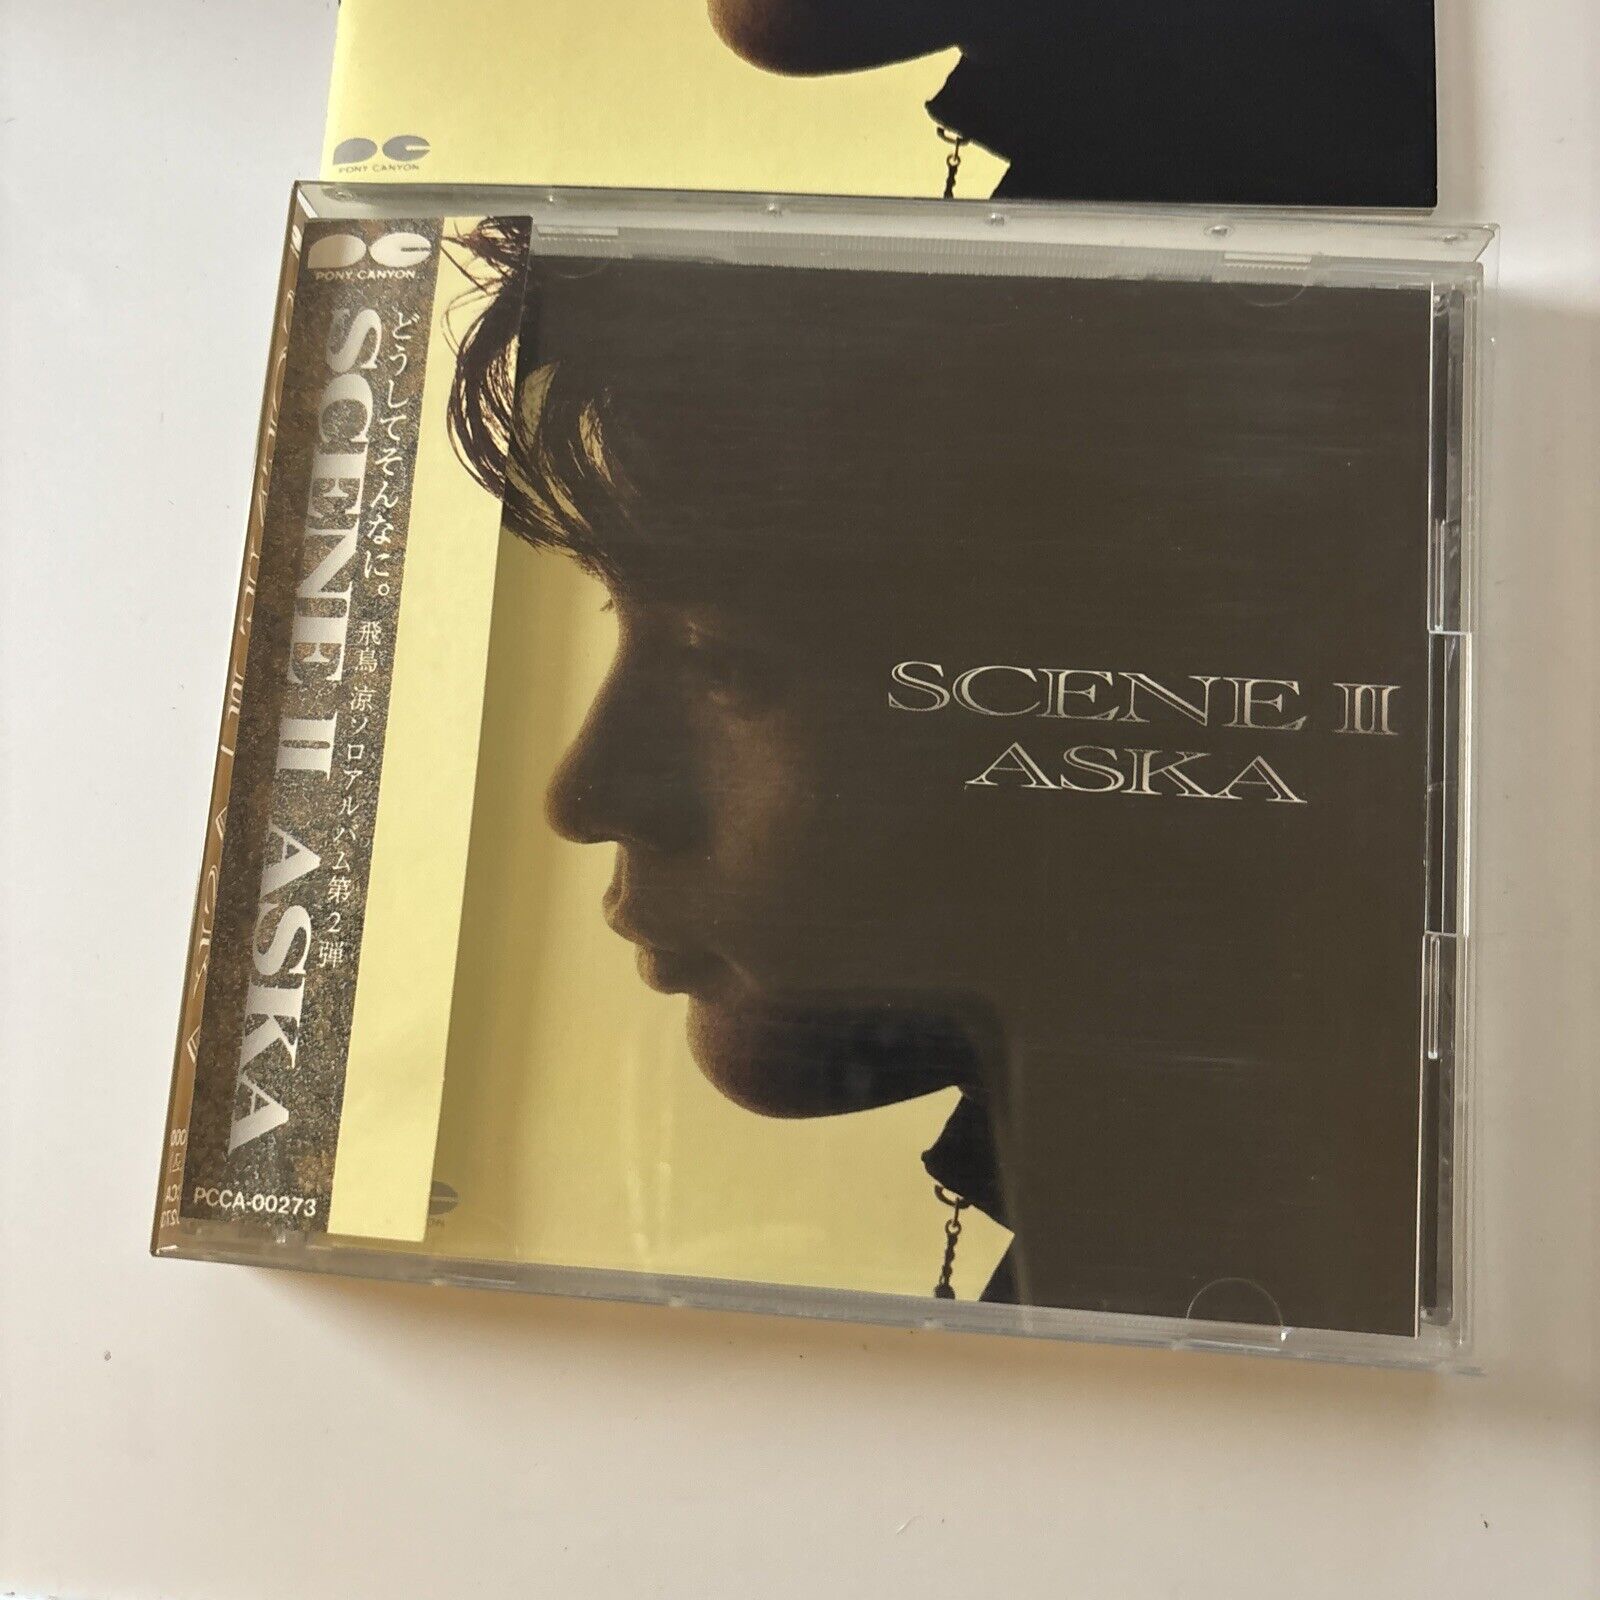 PONY CANYON
PONY CANYON
どうしてそんなに。
飛鳥 涼ソロアルバム第2弾
SCENE II ASKA
PCCA-00273
SCENE II
ASKA